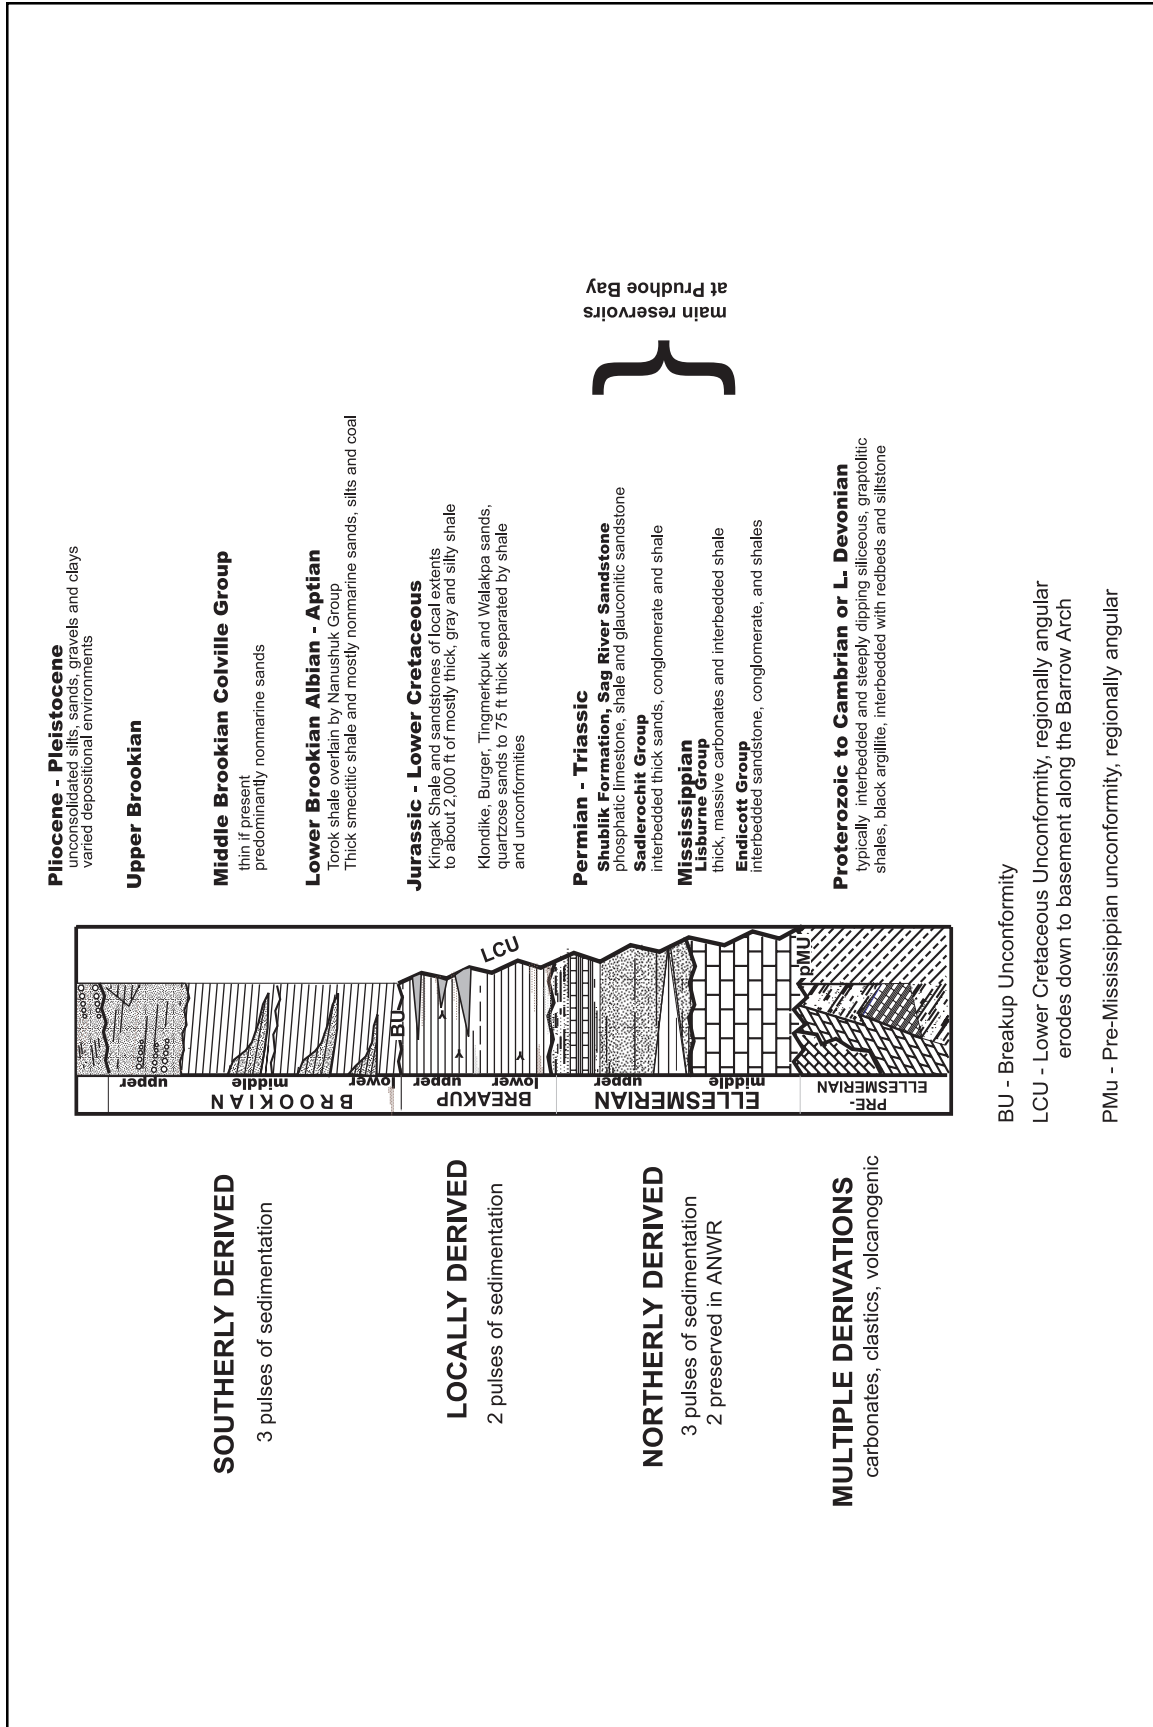 SOUTHERLY DERIVED
3 pulses of sedimentation
LOCALLY DERIVED
2 pulses of sedimentation
NORTHERLY DERIVED
3 pulses of sedimentation
2 preserved in ANWR
MULTIPLE DERIVATIONS
carbonates, clastics, volcanogenic
BROOKIAN
upper
middle
lower
BREAKUP
upper
lower
ELLESMERIAN
upper
middle
PRE-
ELLESMERIAN
BU
LCU
pMU
Pliocene - Pleistocene
unconsolidated silts, sands, gravels and clays
varied depositional environments
Upper Brookian
Middle Brookian Colville Group
thin if present
predominantly nonmarine sands
Lower Brookian Albian - Aptian
Torok shale overlain by Nanushuk Group
Thick smectitic shale and mostly nonmarine sands, silts and coal
Jurassic - Lower Cretaceous
Kingak Shale and sandstones of local extents
to about 2,000 ft of mostly thick, gray and silty shale
Klondike, Burger, Tingmerkpuk and Walakpa sands,
quartzose sands to 75 ft thick separated by shale
and unconformities
Permian - Triassic
Shublik Formation, Sag River Sandstone
phosphatic limestone, shale and glauconitic sandstone
Sadlerochit Group
interbedded thick sands, conglomerate and shale
Mississippian
Lisburne Group
thick, massive carbonates and interbedded shale
Endicott Group
interbedded sandstone, conglomerate, and shales
main reservoirs
at Prudhoe Bay
Proterozoic to Cambrian or L. Devonian
typically interbedded and steeply dipping siliceous, graptolitic
shales, black argillite, interbedded with redbeds and siltstone
BU - Breakup Unconformity
LCU - Lower Cretaceous Unconformity, regionally angular
erodes down to basement along the Barrow Arch
PMu - Pre-Mississippian unconformity, regionally angular